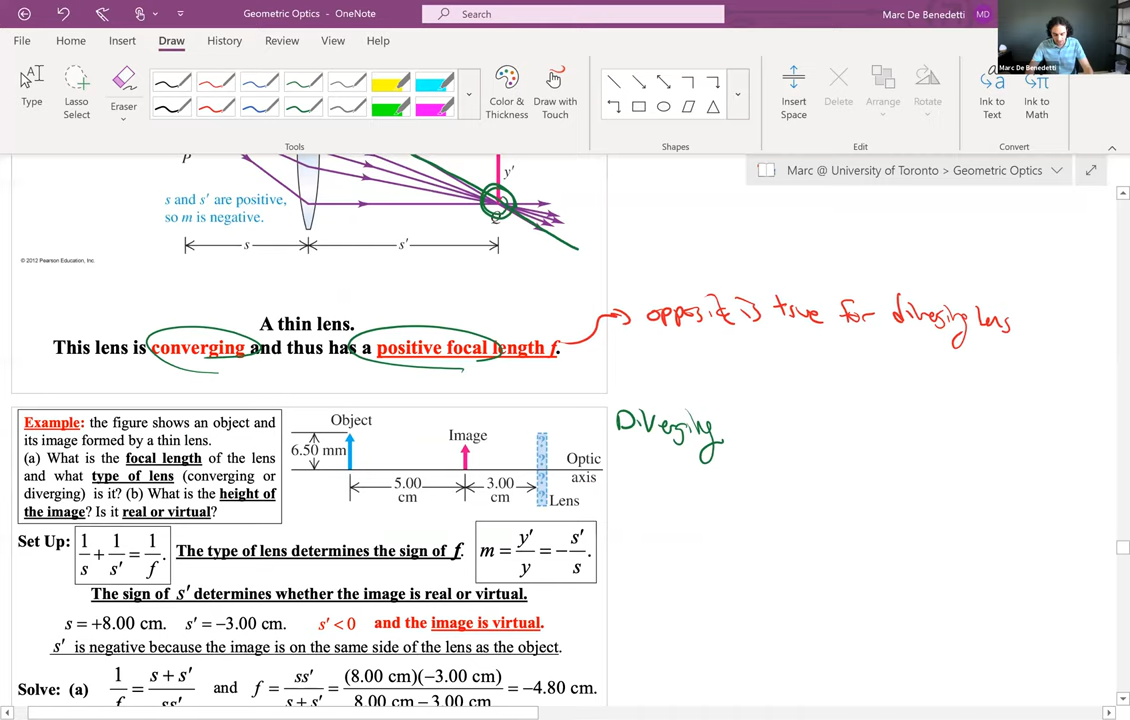 Geometric Optics - OneNote
Search
Marc De Benedetti
MD
File Home Insert Draw History Review View Help
Type
Lasso Select
Eraser
Color & Thickness
Draw with Touch
Insert Space
Delete
Arrange
Rotate
Ink to Text
Ink to Math
Tools
Shapes
Edit
Convert
Marc De Benedetti
Marc @ University of Toronto > Geometric Optics
P
y′
s and s′ are positive,
so m is negative.
s
s′
© 2012 Pearson Education, Inc.
A thin lens.
This lens is converging and thus has a positive focal length f.
opposite is true for diverging lens
Diverging
Example: the figure shows an object and
its image formed by a thin lens.
(a) What is the focal length of the lens
and what type of lens (converging or
diverging) is it? (b) What is the height of
the image? Is it real or virtual?
Object
6.50 mm
Image
Optic
axis
5.00
cm
3.00
cm
Lens
Set Up: 1/s + 1/s′ = 1/f. The type of lens determines the sign of f. m = y′/y = −s′/s.
The sign of s′ determines whether the image is real or virtual.
s = +8.00 cm. s′ = −3.00 cm. s′ < 0 and the image is virtual.
s′ is negative because the image is on the same side of the lens as the object.
Solve: (a) 1/f = s + s′/ss′ and f = ss′/s + s′ = (8.00 cm)(−3.00 cm)/8.00 cm − 3.00 cm = −4.80 cm.